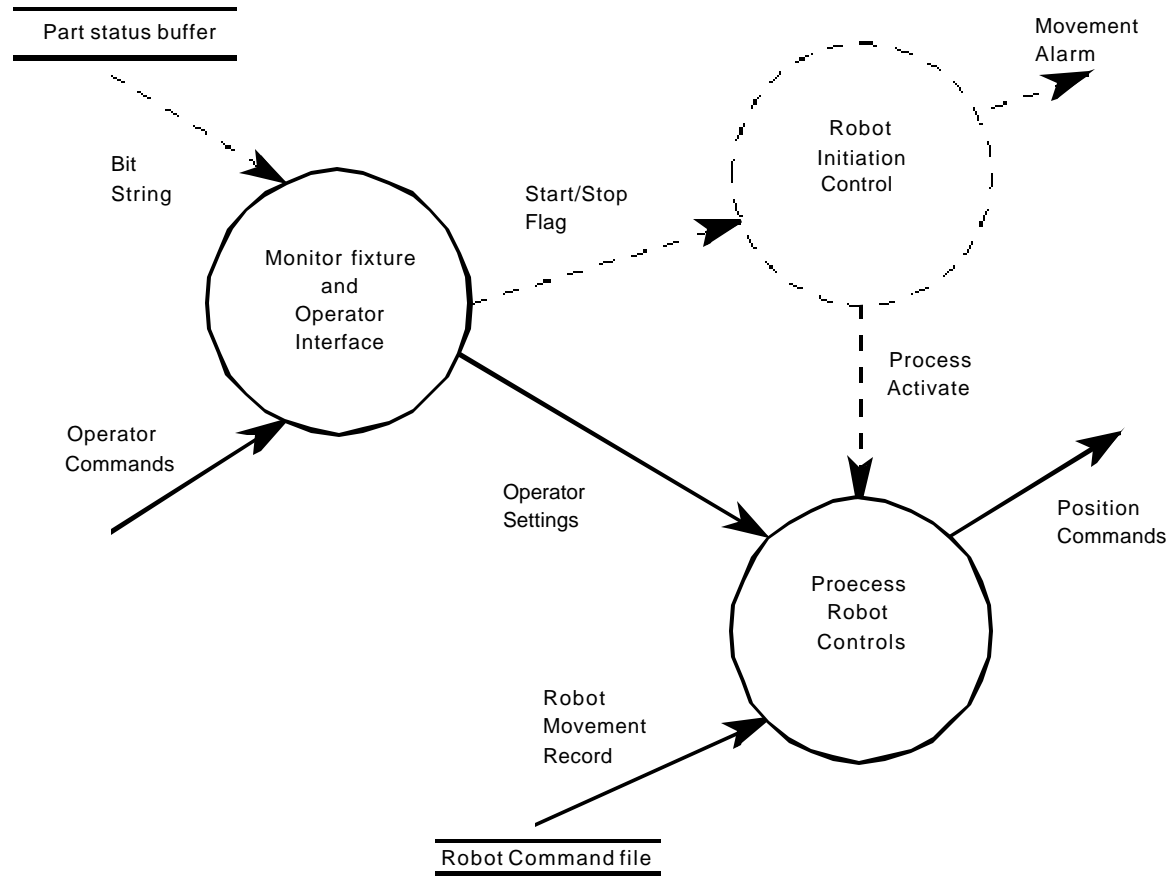 Part status buffer
Movement
Alarm
Robot
Initiation
Control
Bit
String
Start/Stop
Flag
Monitor fixture
and
Operator
Interface
Process
Activate
Operator
Commands
Operator
Settings
Position
Commands
Proecess
Robot
Controls
Robot
Movement
Record
Robot Command file